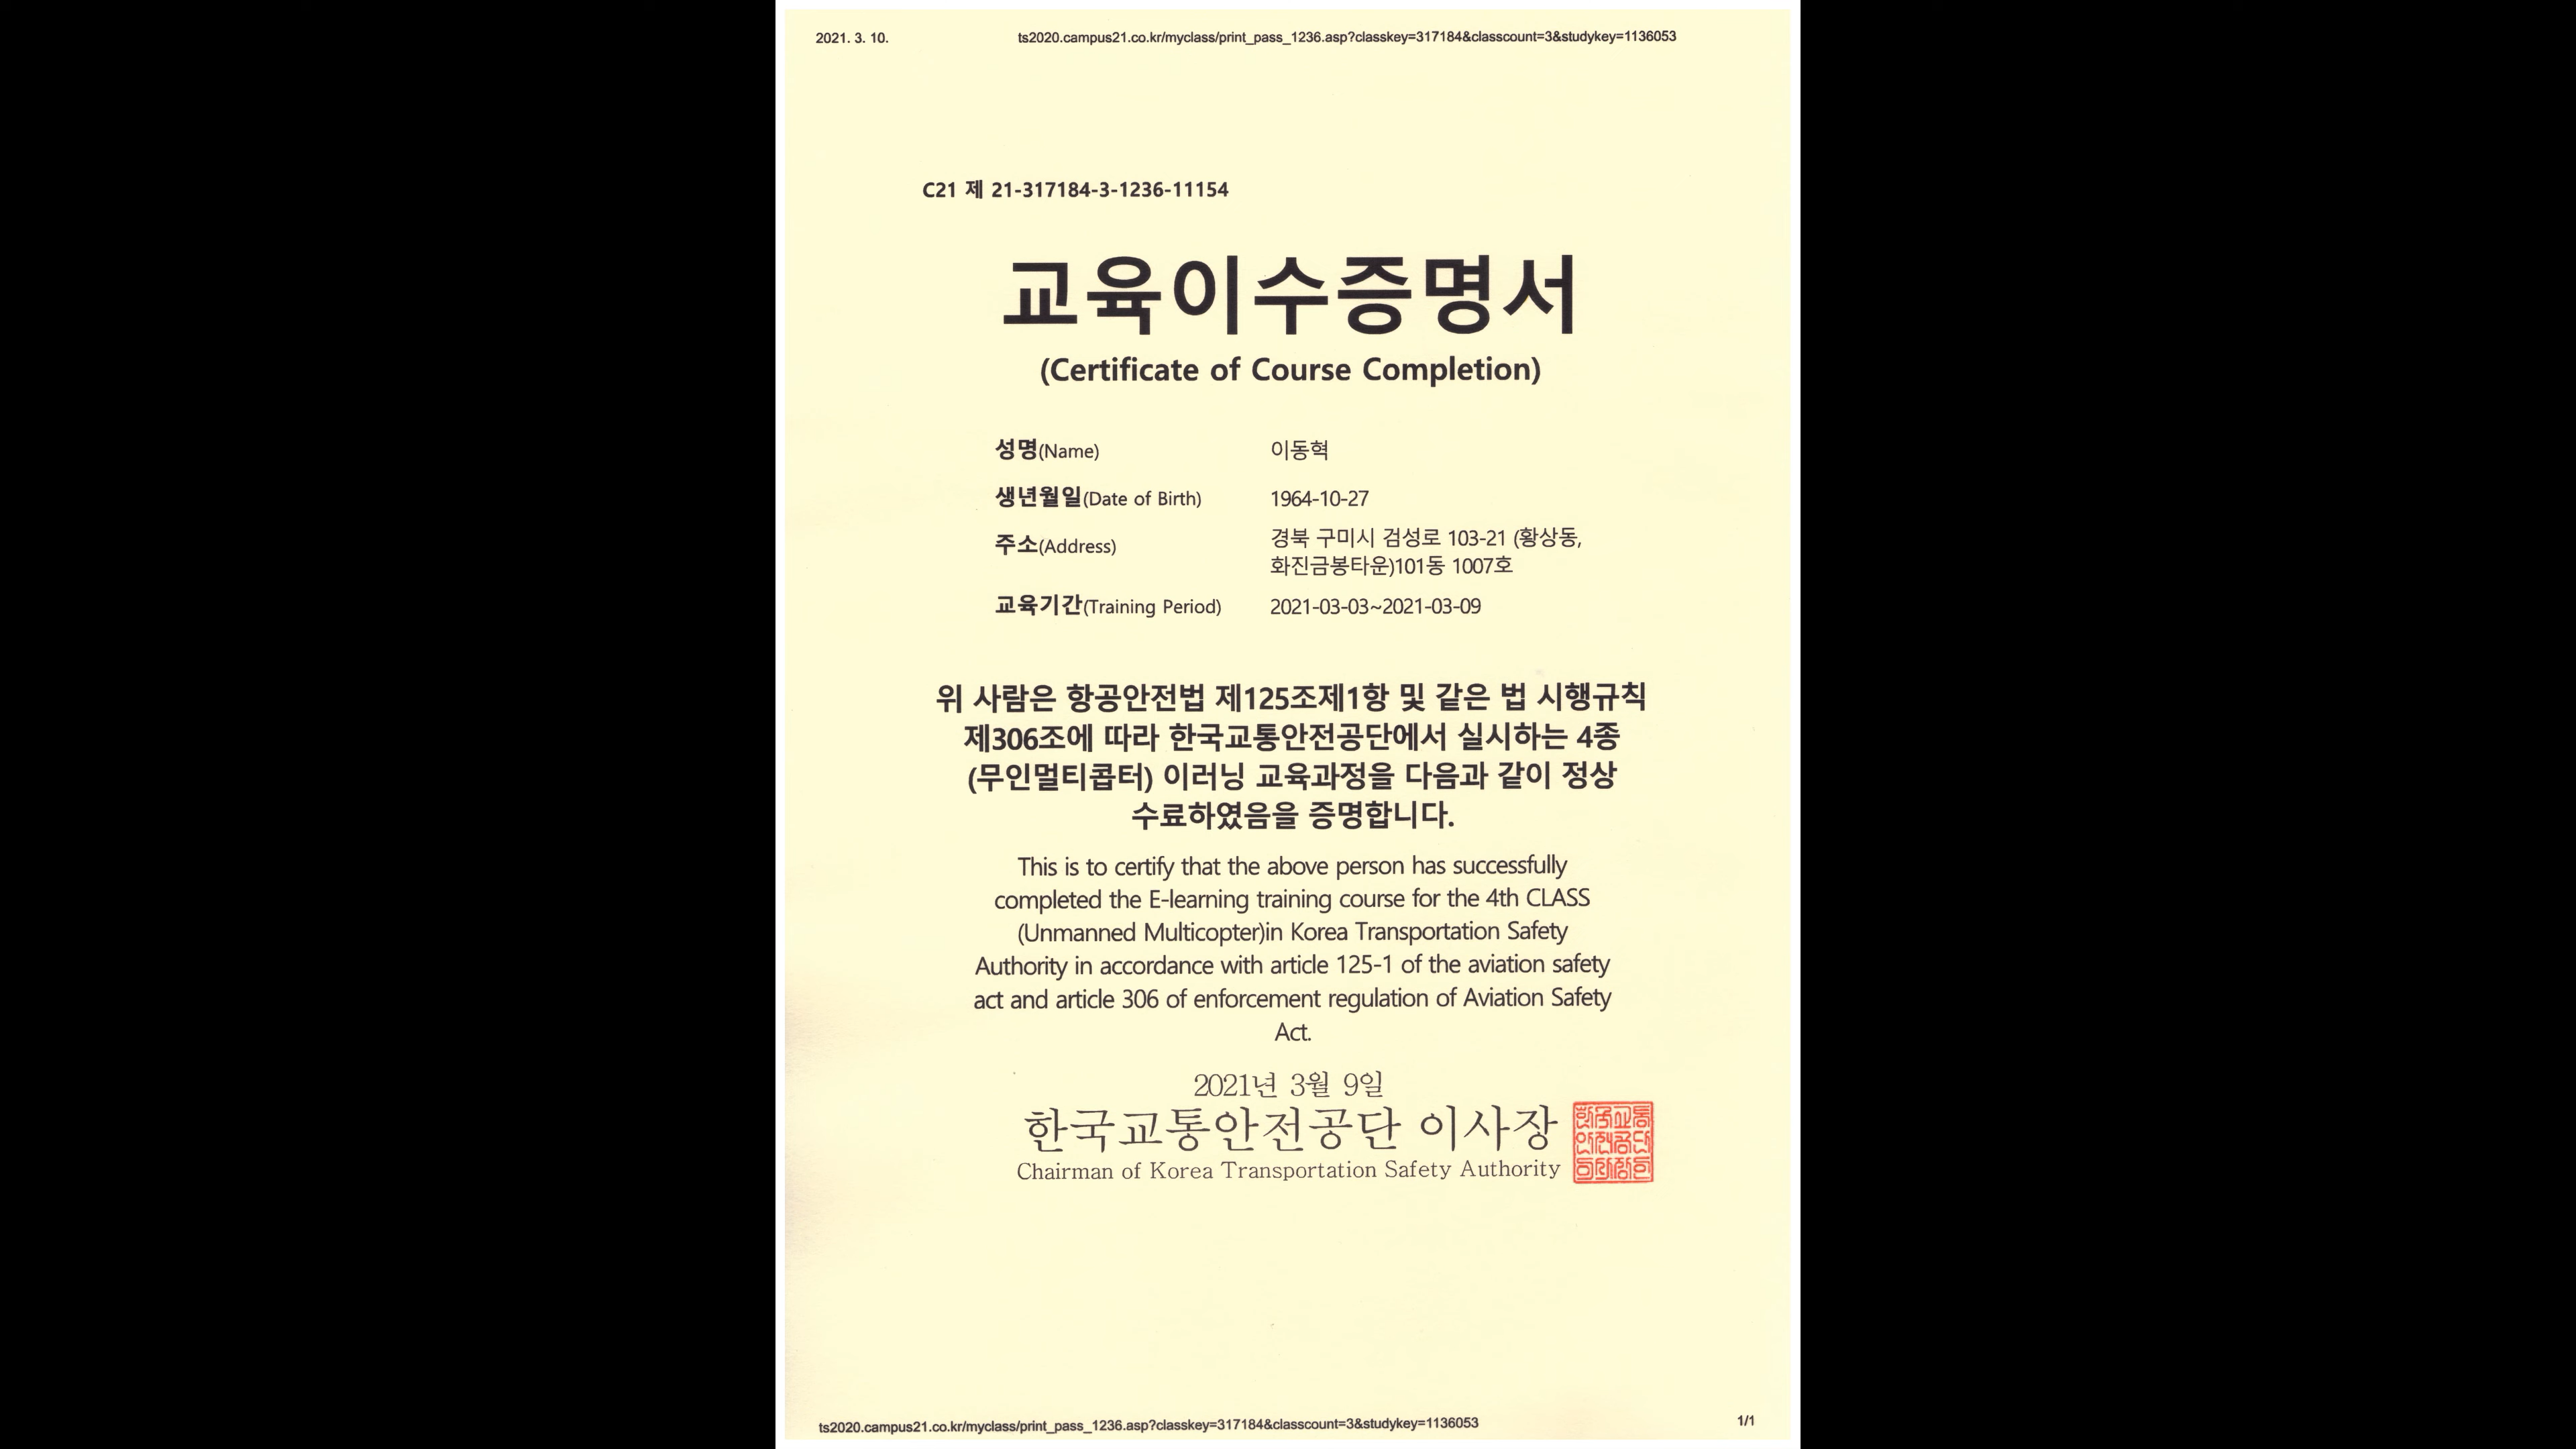 2021. 3. 10.
ts2020.campus21.co.kr/myclass/print_pass_1236.asp?classkey=317184&classcount=3&studykey=1136053
C21 제 21-317184-3-1236-11154
교육이수증명서
(Certificate of Course Completion)
성명(Name) 이동혁
생년월일(Date of Birth) 1964-10-27
주소(Address) 경북 구미시 검성로 103-21 (황상동,
화진금봉타운)101동 1007호
교육기간(Training Period) 2021-03-03~2021-03-09
위 사람은 항공안전법 제125조제1항 및 같은 법 시행규칙
제306조에 따라 한국교통안전공단에서 실시하는 4종
(무인멀티콥터) 이러닝 교육과정을 다음과 같이 정상
수료하였음을 증명합니다.
This is to certify that the above person has successfully
completed the E-learning training course for the 4th CLASS
(Unmanned Multicopter)in Korea Transportation Safety
Authority in accordance with article 125-1 of the aviation safety
act and article 306 of enforcement regulation of Aviation Safety
Act.
2021년 3월 9일
한국교통안전공단 이사장
Chairman of Korea Transportation Safety Authority
ts2020.campus21.co.kr/myclass/print_pass_1236.asp?classkey=317184&classcount=3&studykey=1136053
1/1